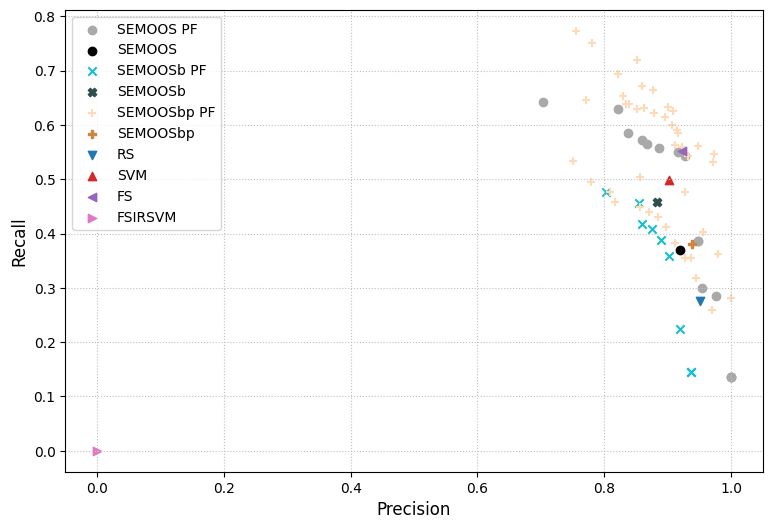 0.8
0.7
0.6
0.5
0.4
0.3
0.2
0.1
0.0
Recall
SEMOOS PF
SEMOOS
SEMOOSb PF
SEMOOSb
SEMOOSbp PF
SEMOOSbp
RS
SVM
FS
FSIRSVM
0.0 0.2 0.4 0.6 0.8 1.0
Precision